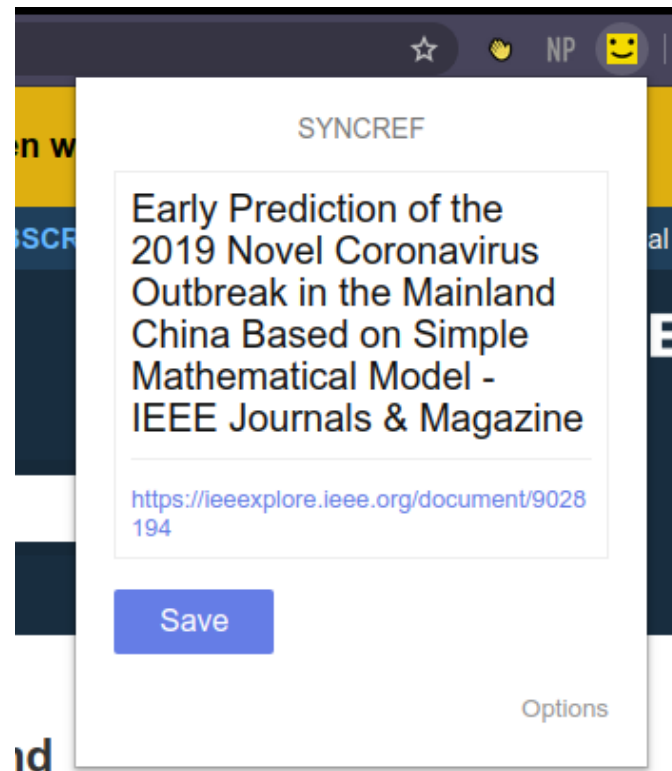 NP
en w
SYNCREF
BSCR
al
Early Prediction of the
2019 Novel Coronavirus
Outbreak in the Mainland
China Based on Simple
Mathematical Model -
IEEE Journals & Magazine
E
https://ieeexplore.ieee.org/document/9028
194
Save
Options
nd